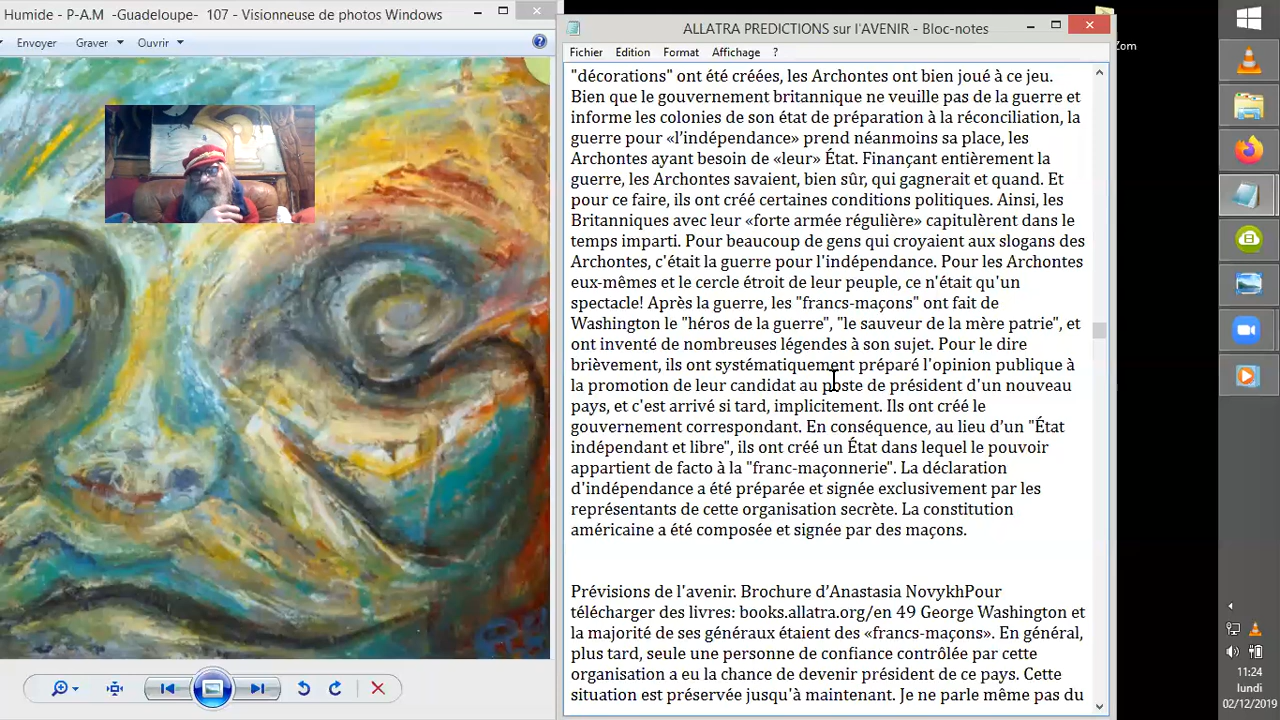 Humide - P-A.M  -Guadeloupe-  107 - Visionneuse de photos Windows
Envoyer
Graver
Ouvrir
ALLATRA PREDICTIONS sur l'AVENIR - Bloc-notes
Fichier
Edition
Format
Affichage
?
"décorations" ont été créées, les Archontes ont bien joué à ce jeu.
Bien que le gouvernement britannique ne veuille pas de la guerre et
informe les colonies de son état de préparation à la réconciliation, la
guerre pour «l'indépendance» prend néanmoins sa place, les
Archontes ayant besoin de «leur» État. Finançant entièrement la
guerre, les Archontes savaient, bien sûr, qui gagnerait et quand. Et
pour ce faire, ils ont créé certaines conditions politiques. Ainsi, les
Britanniques avec leur «forte armée régulière» capitulèrent dans le
temps imparti. Pour beaucoup de gens qui croyaient aux slogans des
Archontes, c'était la guerre pour l'indépendance. Pour les Archontes
eux-mêmes et le cercle étroit de leur peuple, ce n'était qu'un
spectacle! Après la guerre, les "francs-maçons" ont fait de
Washington le "héros de la guerre", "le sauveur de la mère patrie", et
ont inventé de nombreuses légendes à son sujet. Pour le dire
brièvement, ils ont systématiquement préparé l'opinion publique à
la promotion de leur candidat au poste de président d'un nouveau
pays, et c'est arrivé si tard, implicitement. Ils ont créé le
gouvernement correspondant. En conséquence, au lieu d'un "État
indépendant et libre", ils ont créé un État dans lequel le pouvoir
appartient de facto à la "franc-maçonnerie". La déclaration
d'indépendance a été préparée et signée exclusivement par les
représentants de cette organisation secrète. La constitution
américaine a été composée et signée par des maçons.
Prévisions de l'avenir. Brochure d'Anastasia NovykhPour
télécharger des livres: books.allatra.org/en 49 George Washington et
la majorité de ses généraux étaient des «francs-maçons». En général,
plus tard, seule une personne de confiance contrôlée par cette
organisation a eu la chance de devenir président de ce pays. Cette
situation est préservée jusqu'à maintenant. Je ne parle même pas du
Zom
11:24
lundi
02/12/2019